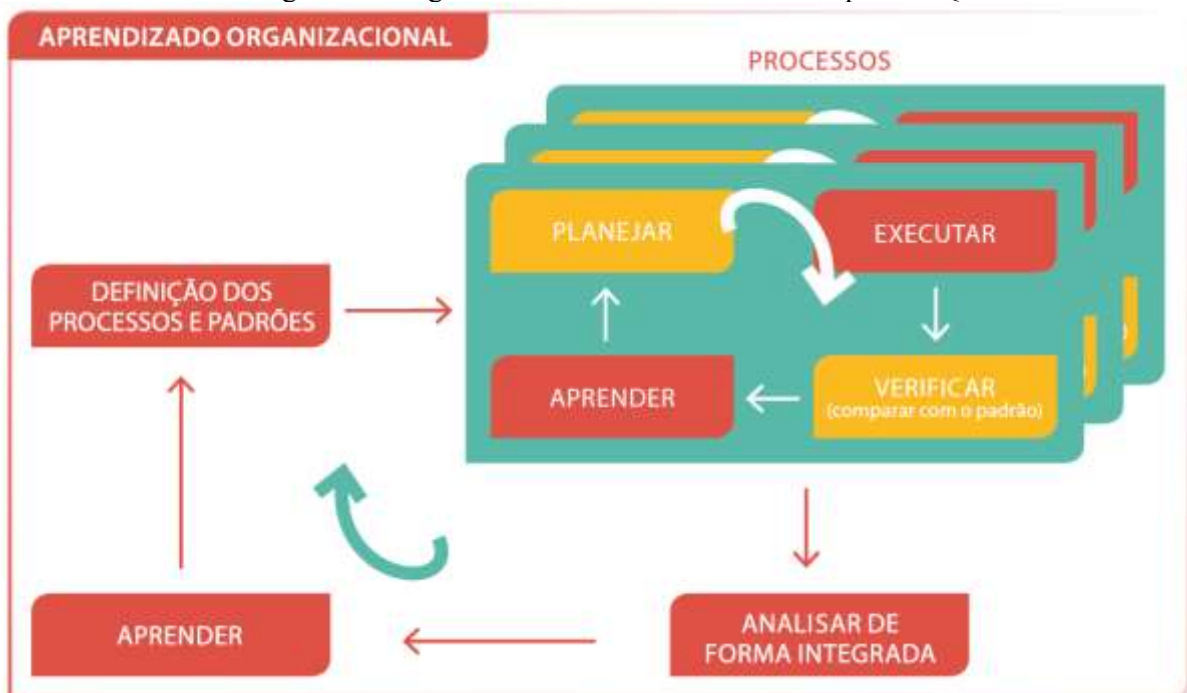 APRENDIZADO ORGANIZACIONAL
PROCESSOS
PLANEJAR
EXECUTAR
DEFINIÇÃO DOS
PROCESSOS E PADRÕES
APRENDER
VERIFICAR
(comparar com o padrão)
APRENDER
ANALISAR DE
FORMA INTEGRADA